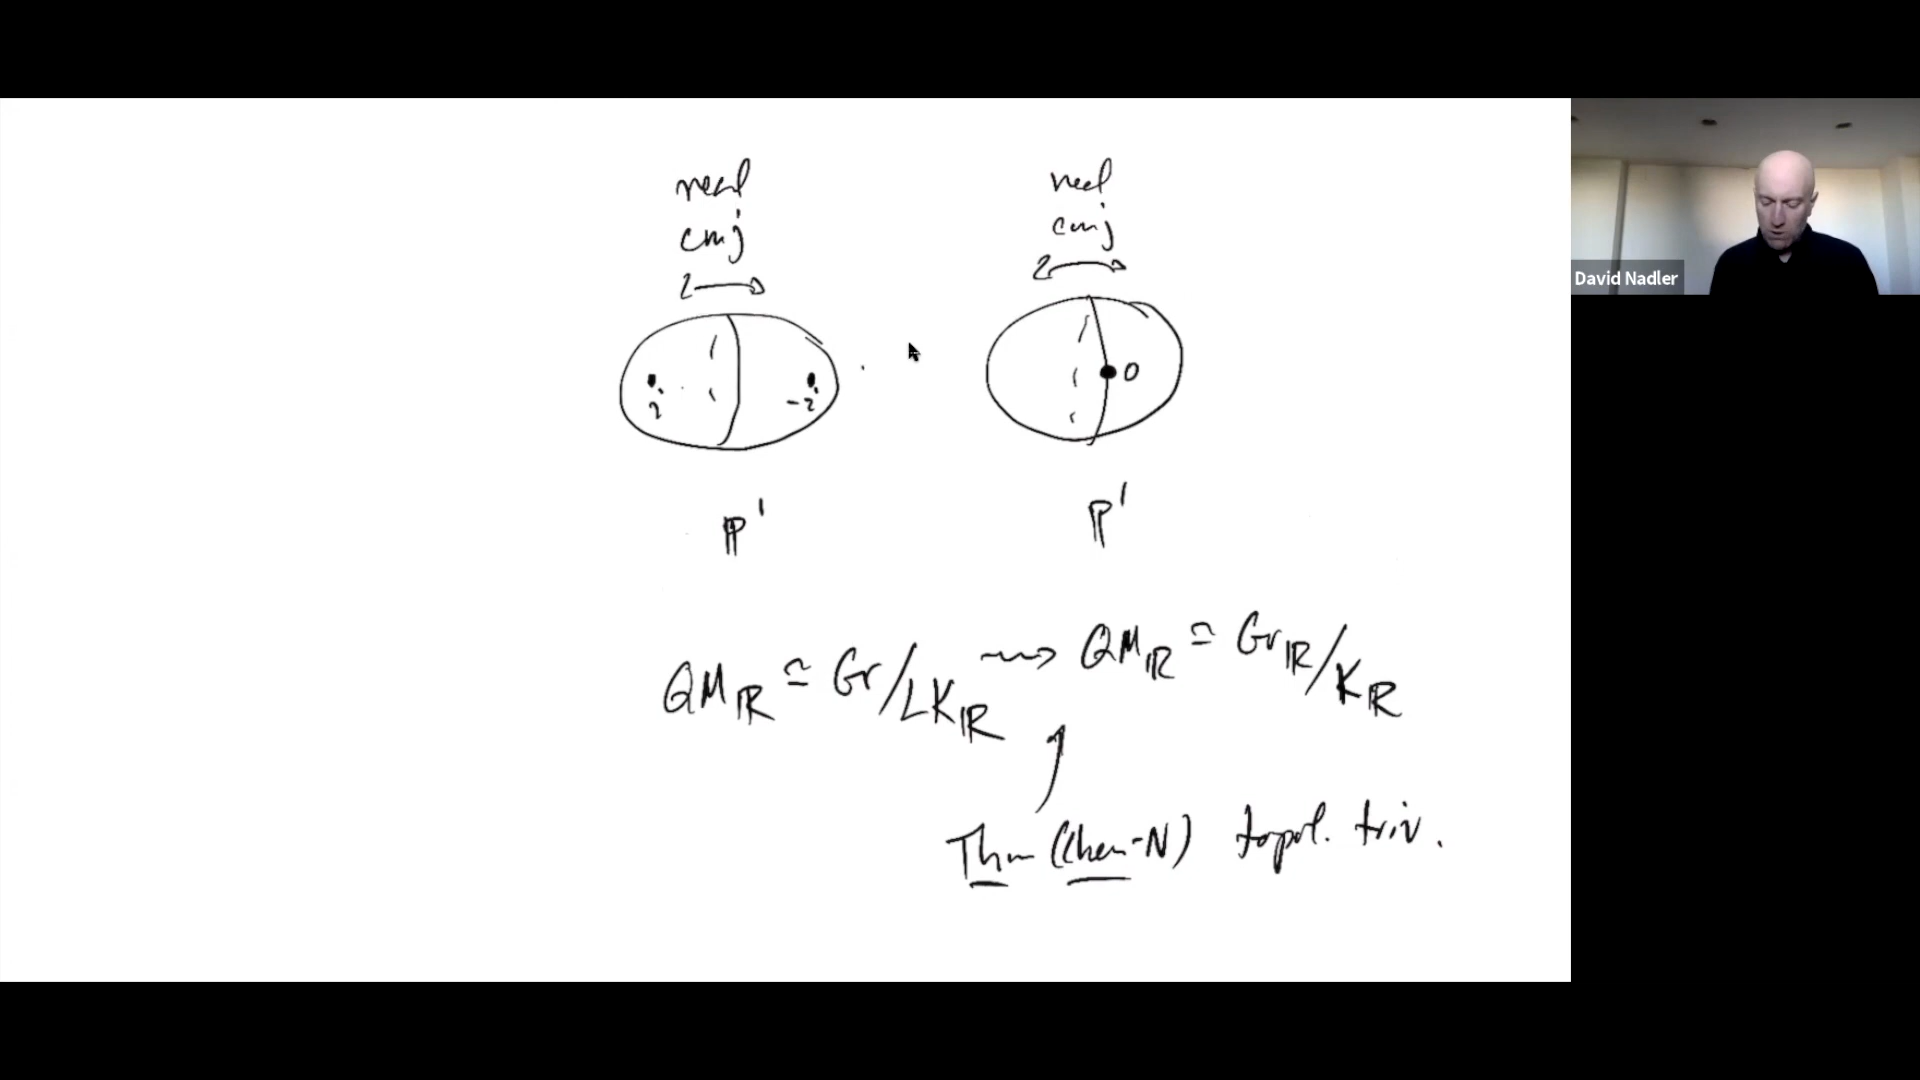 real real
conj conj
i -i 0
ℙ¹ ℙ¹
QM_ℝ ≃ Gr/LK_ℝ ⇝ QM_ℝ ≃ Gr_ℝ/K_ℝ
Thm (Chen-N) topol. triv.
David Nadler